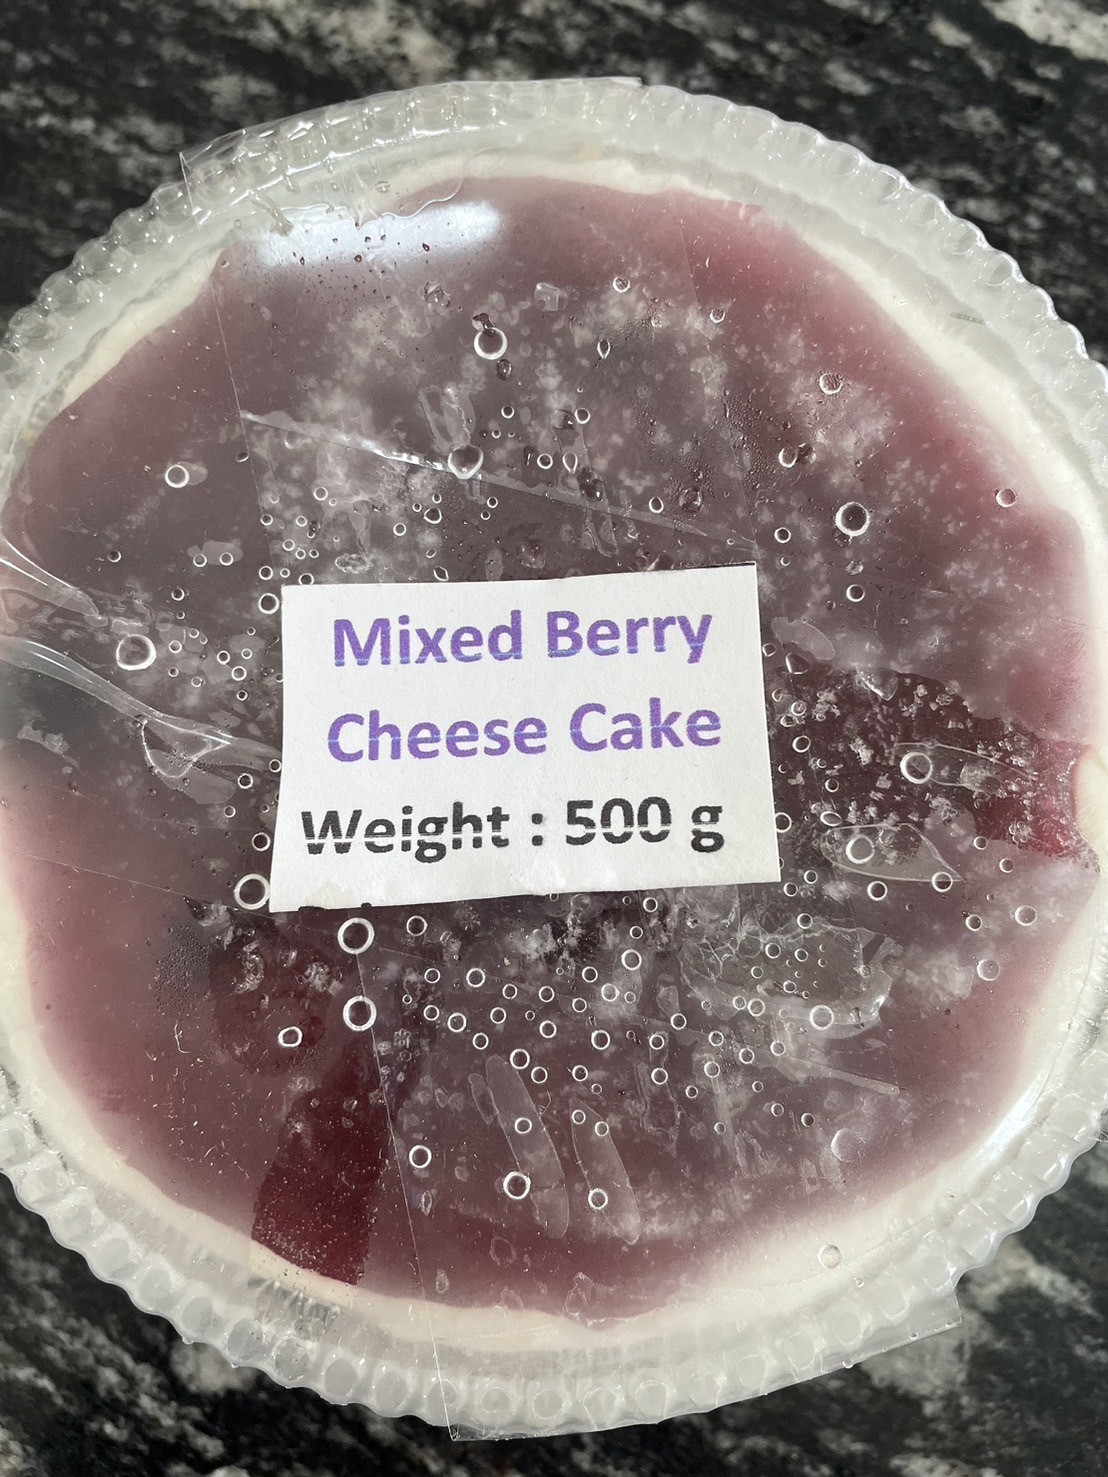 Mixed Berry
Cheese Cake
Weight : 500 g